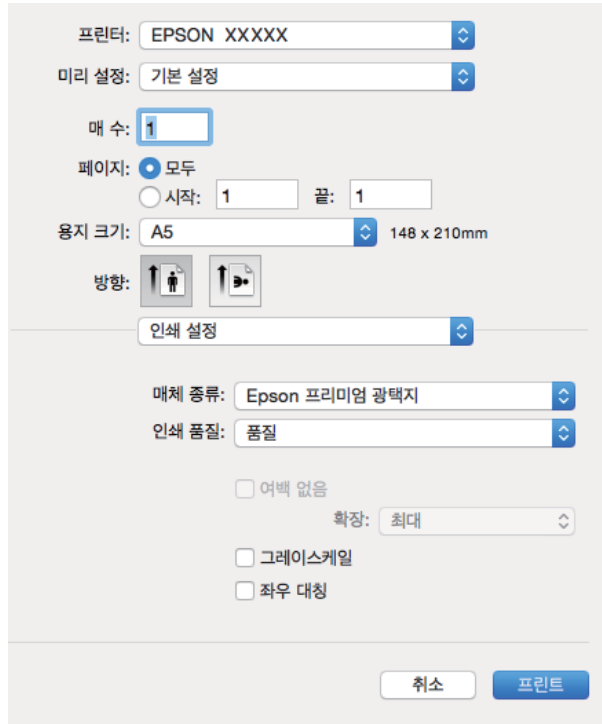 프린터: EPSON XXXXX
미리 설정: 기본 설정
매 수: 1
페이지: 모두
시작: 1 끝: 1
용지 크기: A5 148 x 210mm
방향:
인쇄 설정
매체 종류: Epson 프리미엄 광택지
인쇄 품질: 품질
여백 없음
확장: 최대
그레이스케일
좌우 대칭
취소 프린트